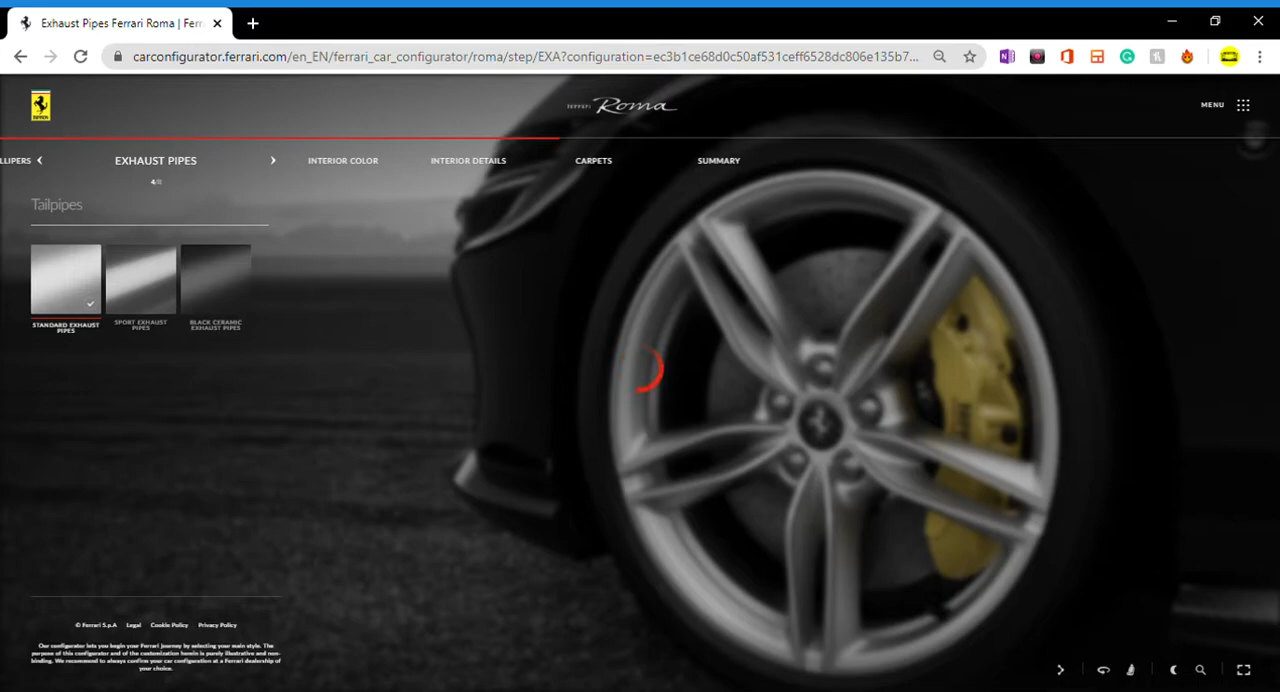 Exhaust Pipes Ferrari Roma | Ferr
carconfigurator.ferrari.com/en_EN/ferrari_car_configurator/roma/step/EXA?configuration=ec3b1ce68d0c50af531ceff6528dc806e135b7...
FERRARI Roma
MENU
LLIPERS EXHAUST PIPES INTERIOR COLOR INTERIOR DETAILS CARPETS SUMMARY
4/8
Tailpipes
STANDARD EXHAUST
PIPES
SPORT EXHAUST
PIPES
BLACK CERAMIC
EXHAUST PIPES
© Ferrari S.p.A Legal Cookie Policy Privacy Policy
Our configurator lets you begin your Ferrari journey by selecting your main style. The
purpose of this configurator and of the customization herein is purely illustrative and non-
binding. We recommend to always confirm your car configuration at a Ferrari dealership of
your choice.